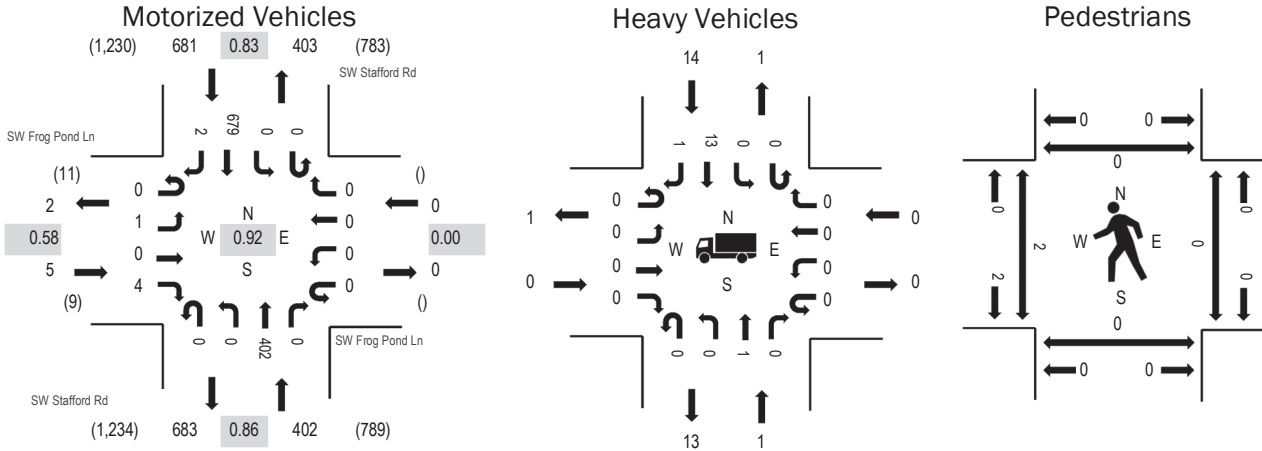 Motorized Vehicles
(1,230) 681 0.83 403 (783)
SW Stafford Rd
SW Frog Pond Ln
2 679 0 0
(11) ()
0 0
2 0
1 0
0.58 W N 0.92 E S 0.00
0 0
5 0
4 0
(9) ()
0 0 402 0
SW Frog Pond Ln
SW Stafford Rd
(1,234) 683 0.86 402 (789)
Heavy Vehicles
14 1
1 13 0 0
0 0
1 0
0 0
N
W E
S
0 0
0 0
0 0
0 0 1 0
13 1
Pedestrians
0 0
0
0 0
N
W E
2 0
S
2 0
0
0 0